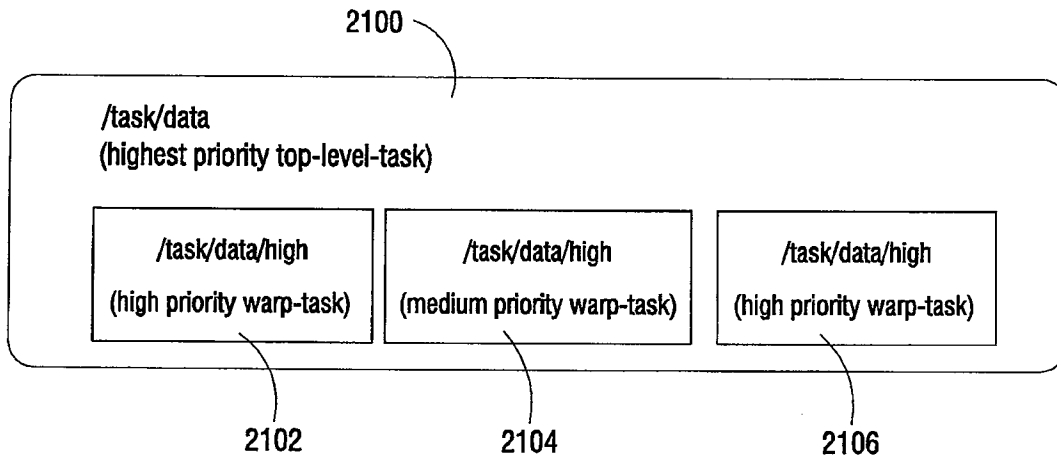 2100
/task/data
(highest priority top-level-task)
/task/data/high
(high priority warp-task)
/task/data/high
(medium priority warp-task)
/task/data/high
(high priority warp-task)
2102
2104
2106